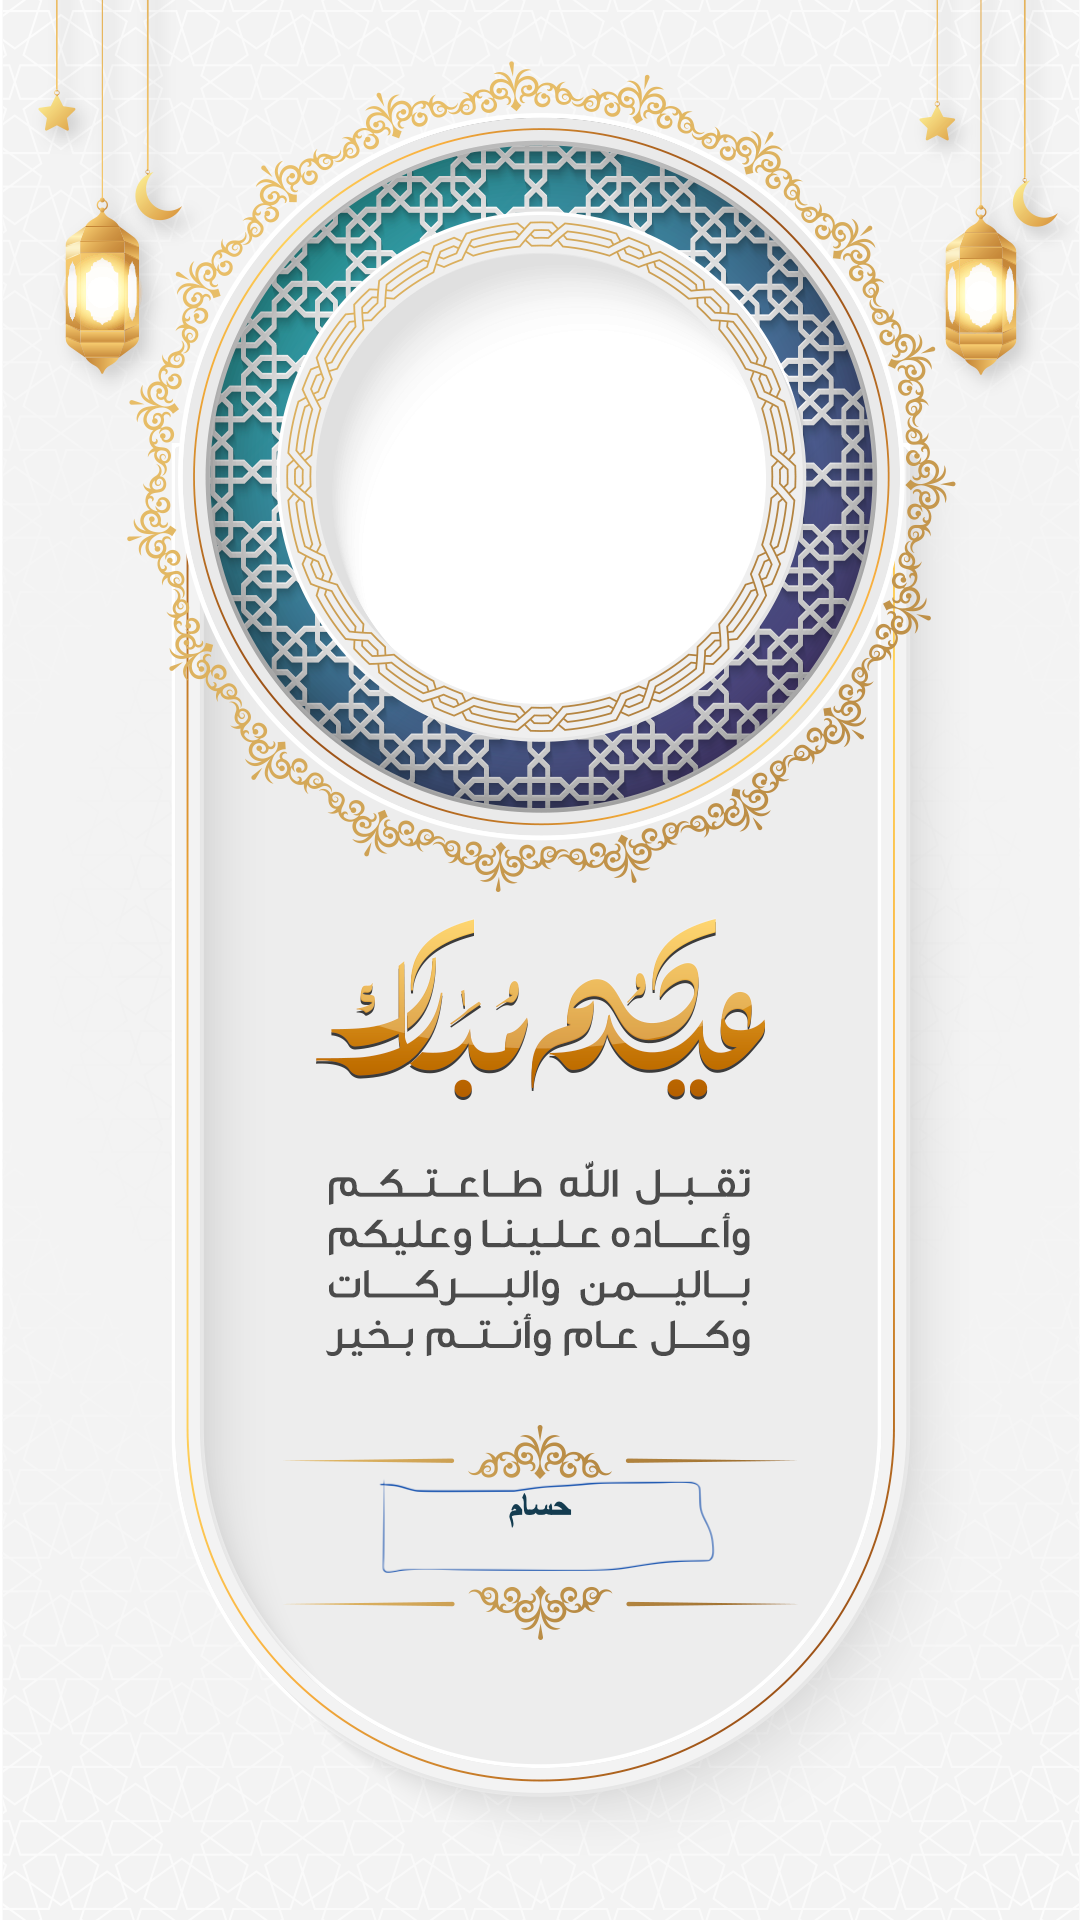 عيدكم مبارك
تقبل الله طاعتكم
وأعاده علينا وعليكم
باليمن والبركات
وكل عام وأنتم بخير
حسام